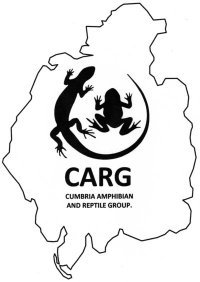 CARG
CUMBRIA AMPHIBIAN
AND REPTILE GROUP.